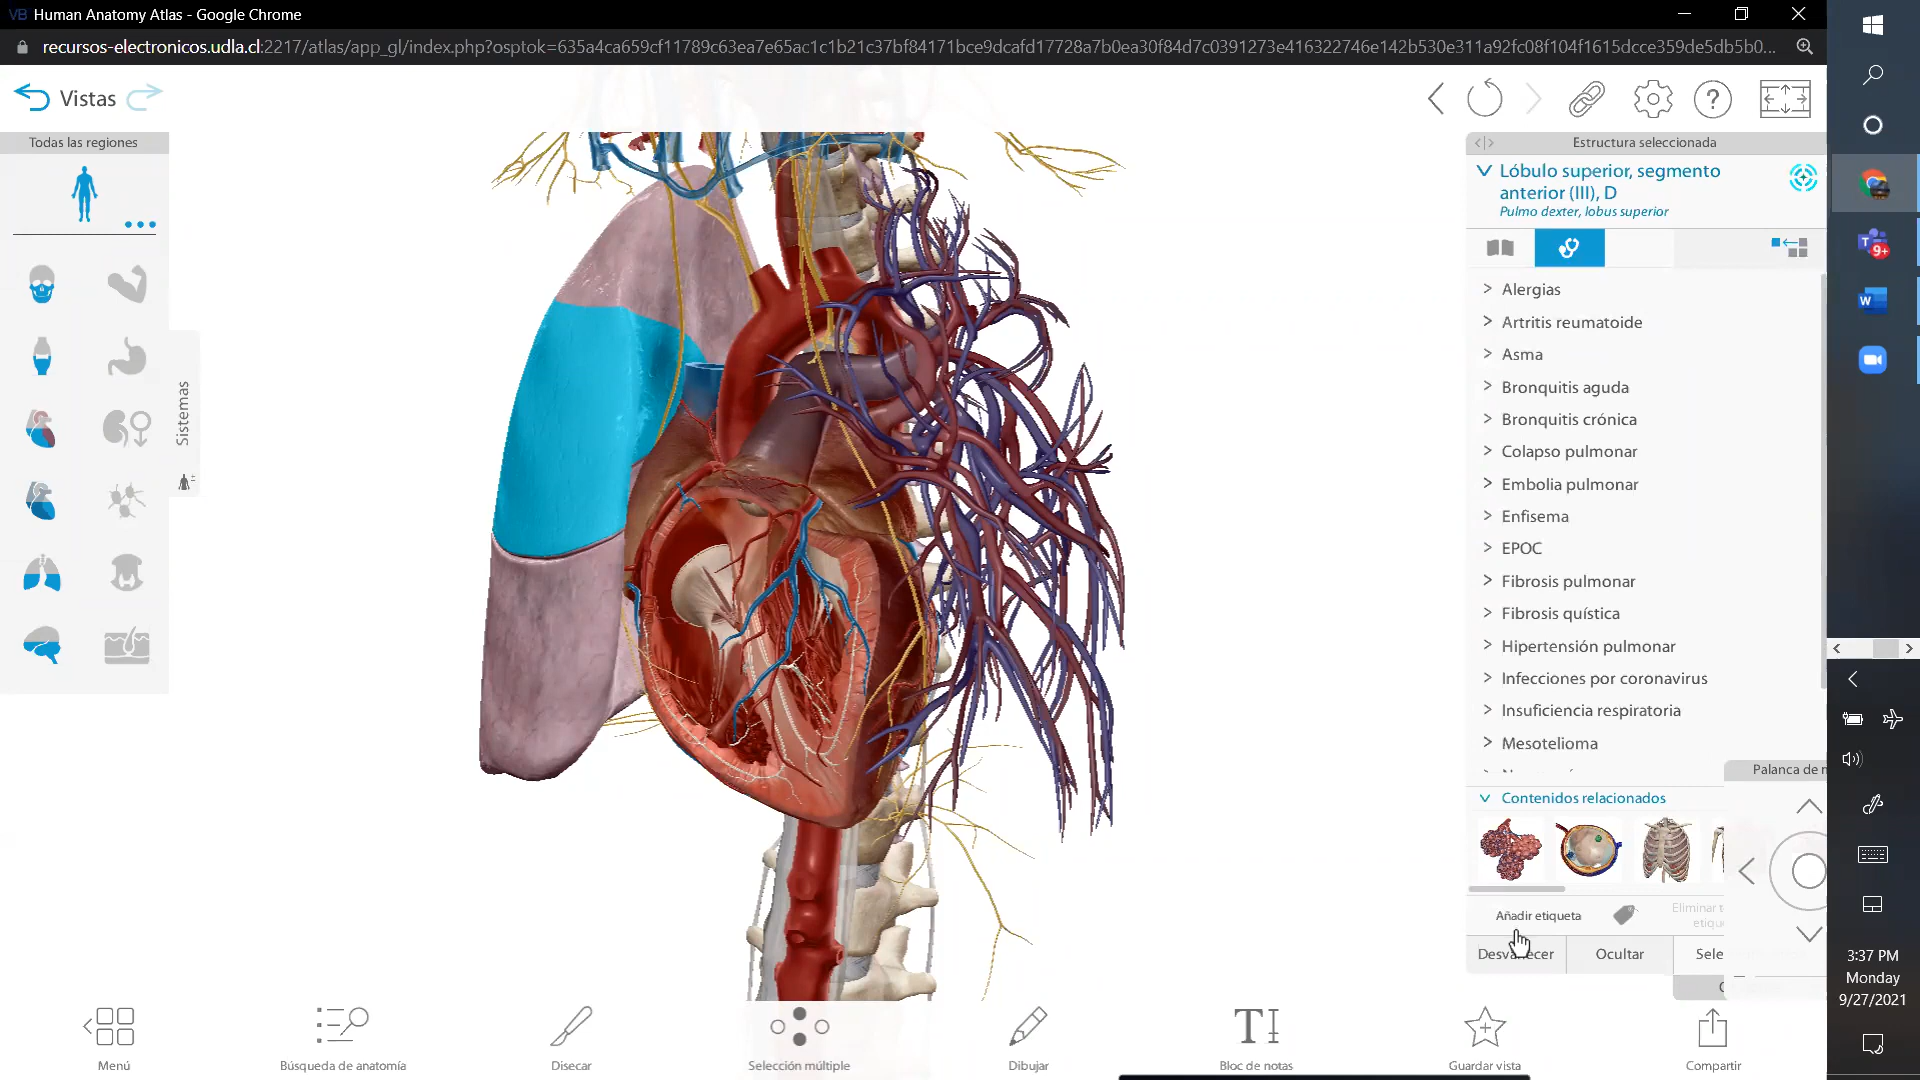 VB Human Anatomy Atlas - Google Chrome
recursos-electronicos.udla.cl:2217/atlas/app_gl/index.php?osptok=635a4ca659cf11789c63ea7e65ac1c1b21c37bf84171bce9dcafd17728a7b0ea30f84d7c0391273e416322746e142b530e311a92fc08f104f1615dcce359de5db5b0...
Vistas
Todas las regiones
Sistemas
Estructura seleccionada
Lóbulo superior, segmento
anterior (III), D
Pulmo dexter, lobus superior
> Alergias
> Artritis reumatoide
> Asma
> Bronquitis aguda
> Bronquitis crónica
> Colapso pulmonar
> Embolia pulmonar
> Enfisema
> EPOC
> Fibrosis pulmonar
> Fibrosis quística
> Hipertensión pulmonar
> Infecciones por coronavirus
> Insuficiencia respiratoria
> Mesotelioma
Palanca de
Contenidos relacionados
Añadir etiqueta
Eliminar
Ocultar
Sele
9+
3:37 PM
Monday
9/27/2021
Menú
Búsqueda de anatomía
Disecar
Selección múltiple
Dibujar
Bloc de notas
Guardar vista
Compartir